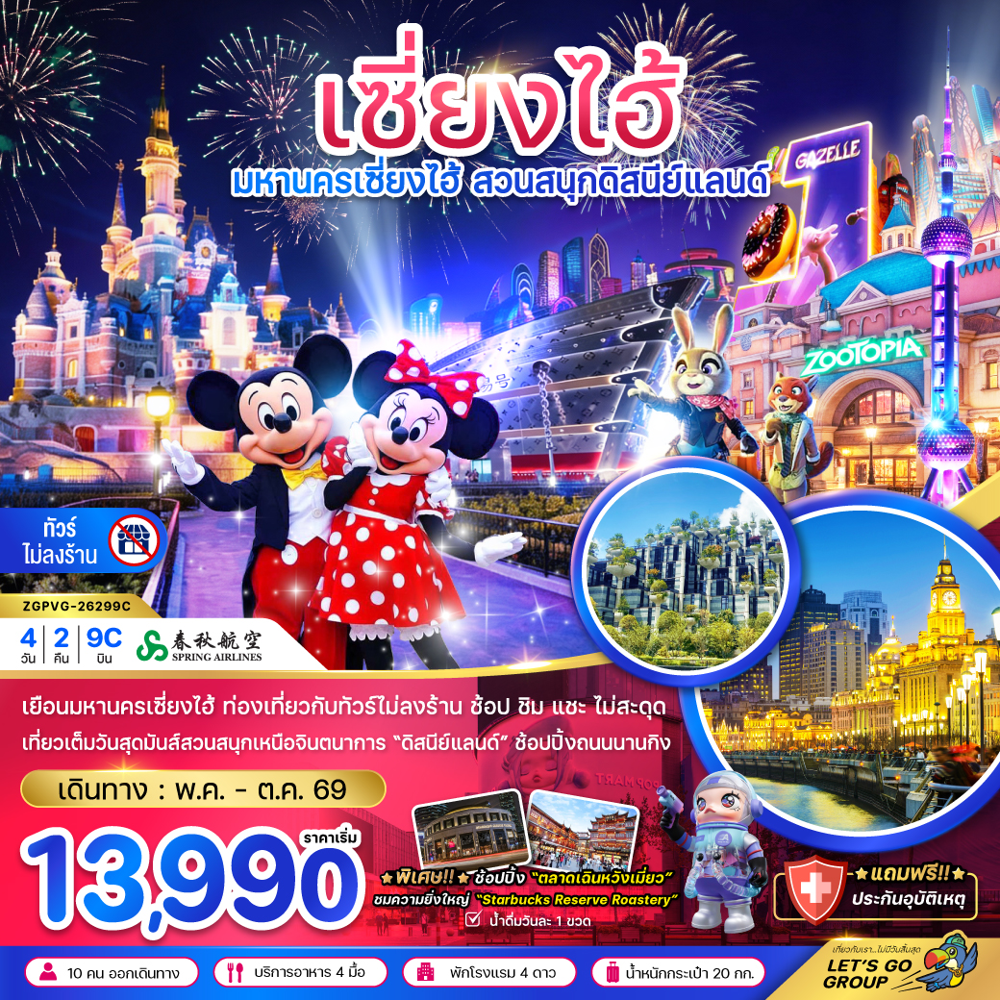 เซี่ยงไฮ้
มหานครเซี่ยงไฮ้ สวนสนุกดิสนีย์แลนด์
GAZELLE
1
ZOOTOPIA
ทัวร์
ไม่ลงร้าน
ZGPVG-26299C
4 วัน
2 คืน
9C บิน
春秋航空
SPRING AIRLINES
เยือนมหานครเซี่ยงไฮ้ ท่องเที่ยวกับทัวร์ไม่ลงร้าน ช้อป ชิม แชะ ไม่สะดุด
เที่ยวเต็มวันสุดมันส์สวนสนุกเหนือจินตนาการ "ดิสนีย์แลนด์" ช้อปปิ้งถนนนานกิง
POPMART
เดินทาง : พ.ค. - ต.ค. 69
ราคาเริ่ม
13,990
พิเศษ!! ช้อปปิ้ง "ตลาดเฉินหวังเมี่ยว"
ชมความยิ่งใหญ่ "Starbucks Reserve Roastery"
น้ำดื่มวันละ 1 ขวด
แถมฟรี!!
ประกันอุบัติเหตุ
10 คน ออกเดินทาง
บริการอาหาร 4 มื้อ
พักโรงแรม 4 ดาว
น้ำหนักกระเป๋า 20 กก.
เที่ยวกับเรา...ไม่มีวันสิ้นสุด
LET'S GO
GROUP